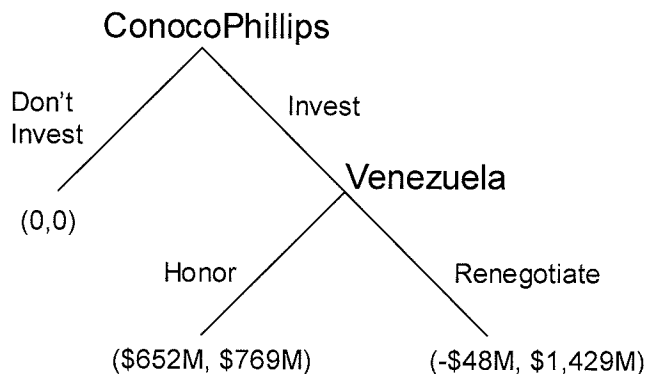 ConocoPhillips
Don't
Invest
Invest
Venezuela
(0,0)
Honor
Renegotiate
($652M, $769M)
(-$48M, $1,429M)